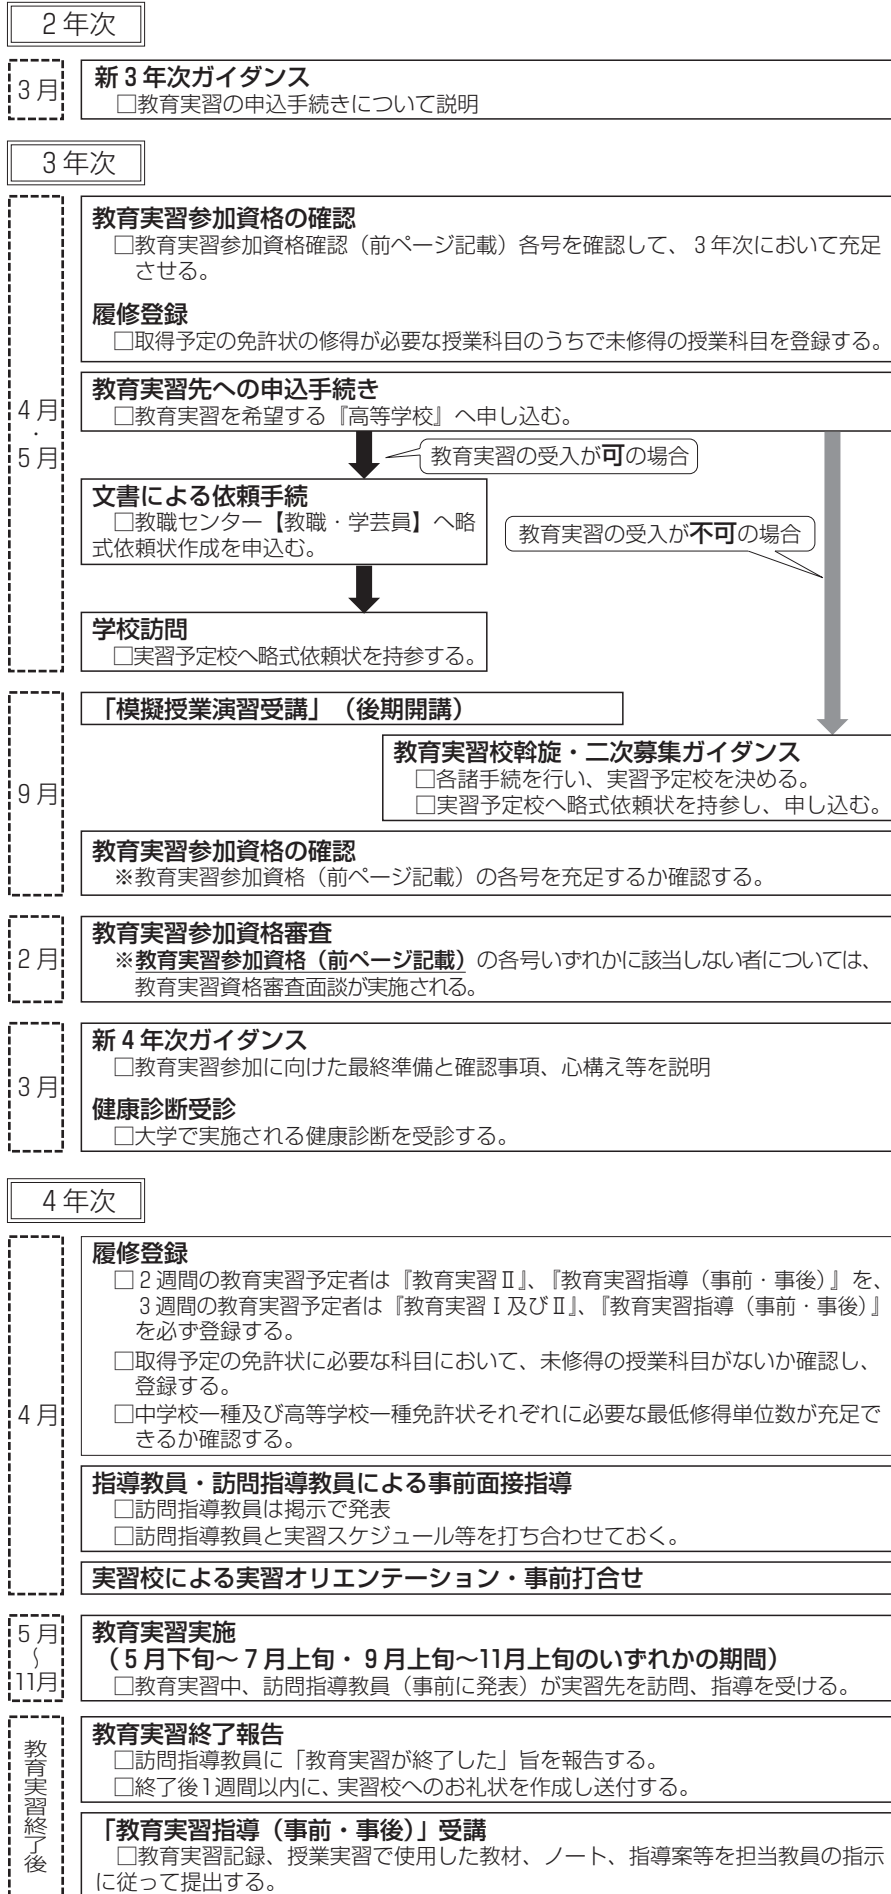 2年次
3月
新3年次ガイダンス
□教育実習の申込手続きについて説明
3年次
4月・5月
教育実習参加資格の確認
□教育実習参加資格確認（前ページ記載）各号を確認して、3年次において充足
させる。
履修登録
□取得予定の免許状の修得が必要な授業科目のうちで未修得の授業科目を登録する。
教育実習先への申込手続き
□教育実習を希望する『高等学校』へ申し込む。
教育実習の受入が可の場合
文書による依頼手続
□教職センター【教職・学芸員】へ略
式依頼状作成を申込む。
教育実習の受入が不可の場合
学校訪問
□実習予定校へ略式依頼状を持参する。
9月
「模擬授業演習受講」（後期開講）
教育実習校斡旋・二次募集ガイダンス
□各諸手続を行い、実習予定校を決める。
□実習予定校へ略式依頼状を持参し、申し込む。
教育実習参加資格の確認
※教育実習参加資格（前ページ記載）の各号を充足するか確認する。
2月
教育実習参加資格審査
※教育実習参加資格（前ページ記載）の各号いずれかに該当しない者については、
教育実習資格審査面談が実施される。
3月
新4年次ガイダンス
□教育実習参加に向けた最終準備と確認事項、心構え等を説明
健康診断受診
□大学で実施される健康診断を受診する。
4年次
4月
履修登録
□2週間の教育実習予定者は『教育実習Ⅱ』、『教育実習指導（事前・事後）』を、
3週間の教育実習予定者は『教育実習Ⅰ及びⅡ』、『教育実習指導（事前・事後）』
を必ず登録する。
□取得予定の免許状に必要な科目において、未修得の授業科目がないか確認し、
登録する。
□中学校一種及び高等学校一種免許状それぞれに必要な最低修得単位数が充足で
きるか確認する。
指導教員・訪問指導教員による事前面接指導
□訪問指導教員は掲示で発表
□訪問指導教員と実習スケジュール等を打ち合わせておく。
実習校による実習オリエンテーション・事前打合せ
5月～11月
教育実習実施
（5月下旬～7月上旬・9月上旬～11月上旬のいずれかの期間）
□教育実習中、訪問指導教員（事前に発表）が実習先を訪問、指導を受ける。
教育実習終了後
教育実習終了報告
□訪問指導教員に「教育実習が終了した」旨を報告する。
□終了後1週間以内に、実習校へのお礼状を作成し送付する。
「教育実習指導（事前・事後）」受講
□教育実習記録、授業実習で使用した教材、ノート、指導案等を担当教員の指示
に従って提出する。